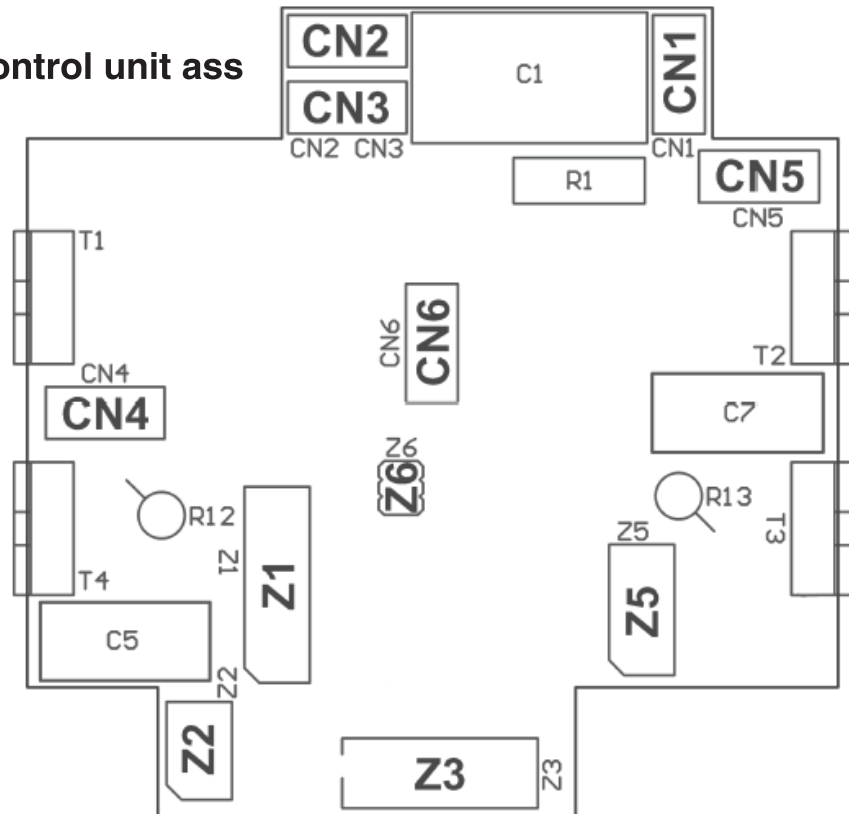 CN2
C1
CN1
ontrol unit ass
CN3
CN2 CN3
CN1
R1
CN5
CN5
T1
CN6
CN6
T2
CN4
CN4
C7
Z6
Z6
R12
R13
Z5
T3
Z1
Z1
T4
Z5
C5
Z2
Z2
Z3
Z3